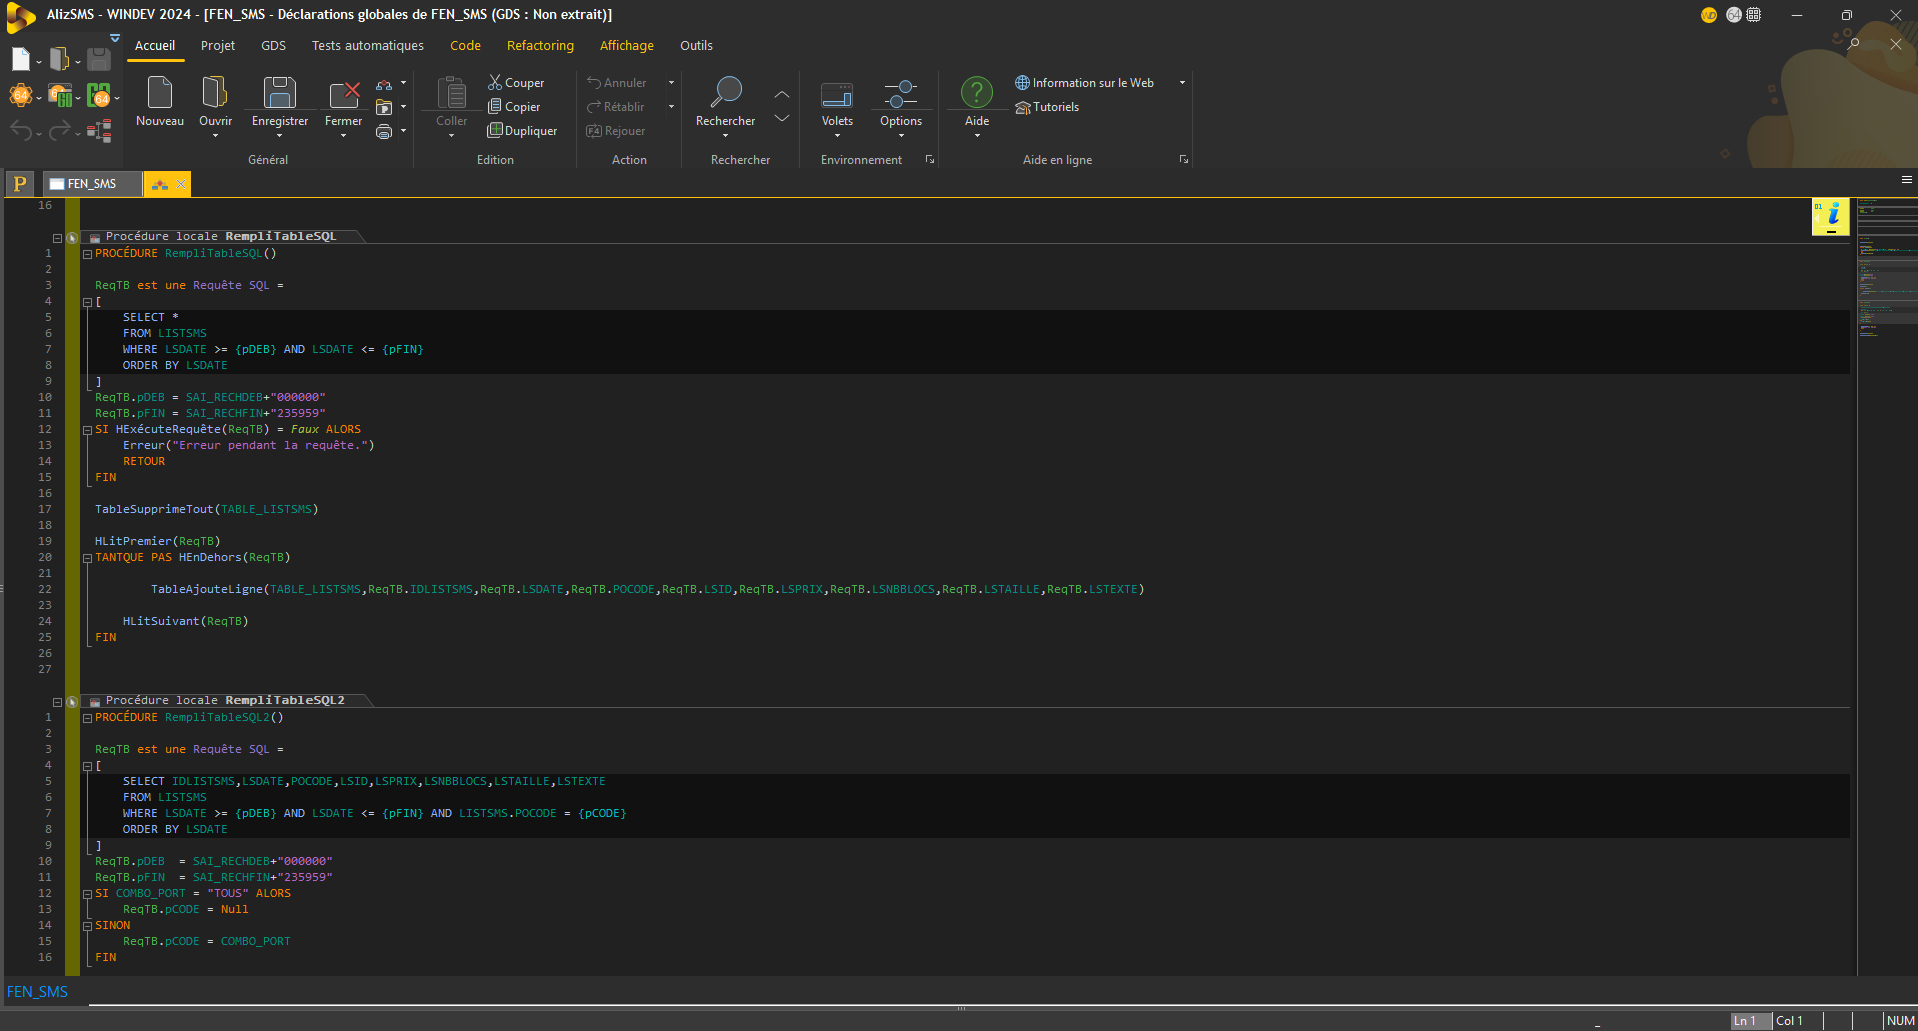 AlizSMS - WINDEV 2024 - [FEN_SMS - Déclarations globales de FEN_SMS (GDS : Non extrait)]
WD 64
Accueil Projet GDS Tests automatiques Code Refactoring Affichage Outils
64 GO 64
Nouveau Ouvrir Enregistrer Fermer
Général
Coller Couper Copier Dupliquer
Edition
Annuler Rétablir F4 Rejouer
Action
Rechercher
Rechercher
Volets Options
Environnement
Aide Information sur le Web Tutoriels
Aide en ligne
P FEN_SMS
16
01 i
Procédure locale RempliTableSQL
1 PROCÉDURE RempliTableSQL()
2
3 ReqTB est une Requête SQL =
4 [
5 SELECT *
6 FROM LISTSMS
7 WHERE LSDATE >= {pDEB} AND LSDATE <= {pFIN}
8 ORDER BY LSDATE
9 ]
10 ReqTB.pDEB = SAI_RECHDEB+"000000"
11 ReqTB.pFIN = SAI_RECHFIN+"235959"
12 SI HExécuteRequête(ReqTB) = Faux ALORS
13 Erreur("Erreur pendant la requête.")
14 RETOUR
15 FIN
16
17 TableSupprimeTout(TABLE_LISTSMS)
18
19 HLitPremier(ReqTB)
20 TANTQUE PAS HEnDehors(ReqTB)
21
22 TableAjouteLigne(TABLE_LISTSMS,ReqTB.IDLISTSMS,ReqTB.LSDATE,ReqTB.POCODE,ReqTB.LSID,ReqTB.LSPRIX,ReqTB.LSNBBLOCS,ReqTB.LSTAILLE,ReqTB.LSTEXTE)
23
24 HLitSuivant(ReqTB)
25 FIN
26
27
Procédure locale RempliTableSQL2
1 PROCÉDURE RempliTableSQL2()
2
3 ReqTB est une Requête SQL =
4 [
5 SELECT IDLISTSMS,LSDATE,POCODE,LSID,LSPRIX,LSNBBLOCS,LSTAILLE,LSTEXTE
6 FROM LISTSMS
7 WHERE LSDATE >= {pDEB} AND LSDATE <= {pFIN} AND LISTSMS.POCODE = {pCODE}
8 ORDER BY LSDATE
9 ]
10 ReqTB.pDEB = SAI_RECHDEB+"000000"
11 ReqTB.pFIN = SAI_RECHFIN+"235959"
12 SI COMBO_PORT = "TOUS" ALORS
13 ReqTB.pCODE = Null
14 SINON
15 ReqTB.pCODE = COMBO_PORT
16 FIN
FEN_SMS
Ln 1 Col 1 NUM